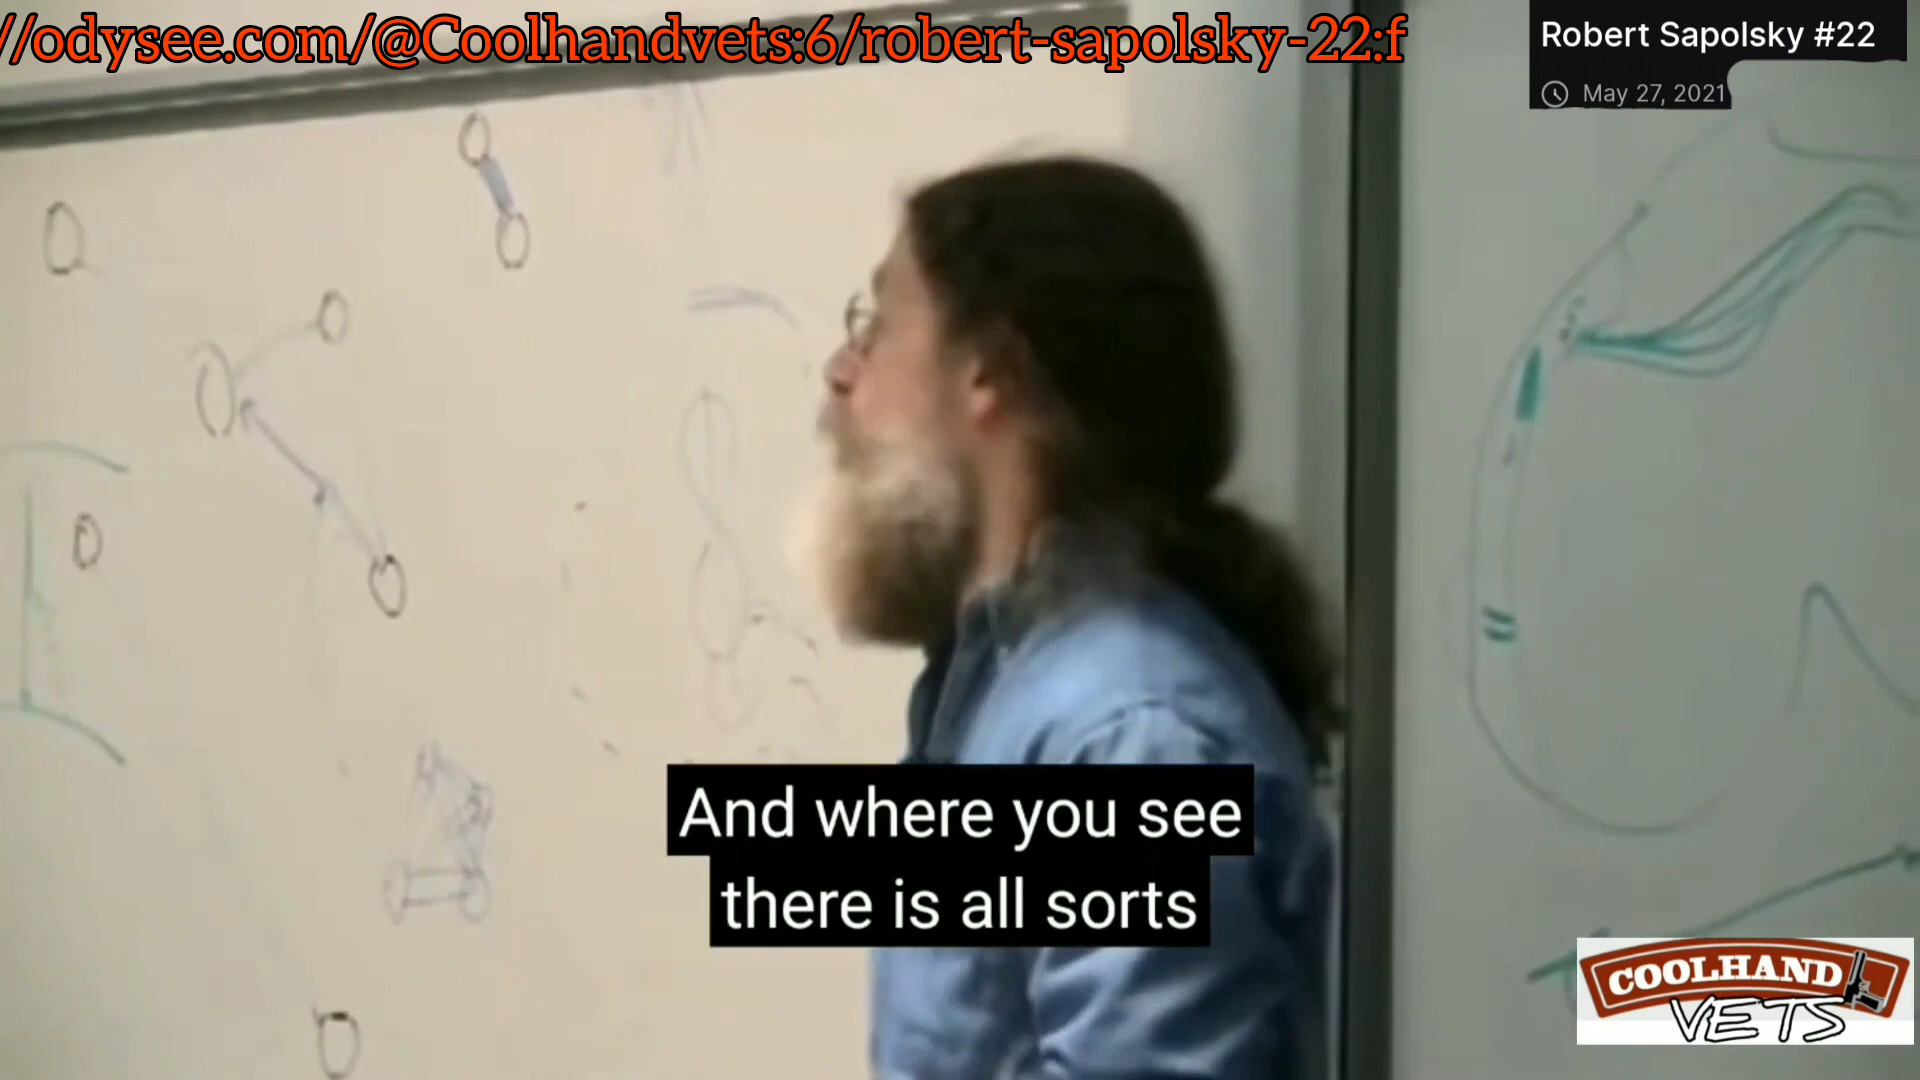 //odysee.com/@Coolhandvets:6/robert-sapolsky-22:f
Robert Sapolsky #22
May 27, 2021
And where you see
there is all sorts
COOLHAND
VETS